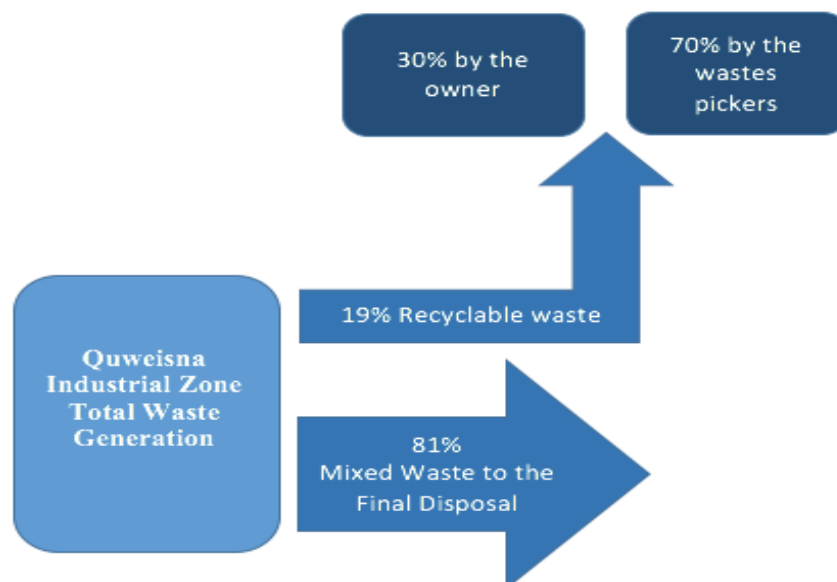 30% by the
owner
70% by the
wastes
pickers
19% Recyclable waste
Quweisna
Industrial Zone
Total Waste
Generation
81%
Mixed Waste to the
Final Disposal